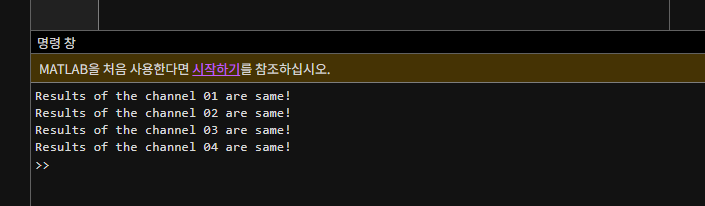 명령 창
MATLAB을 처음 사용한다면 시작하기를 참조하십시오.
Results of the channel 01 are same!
Results of the channel 02 are same!
Results of the channel 03 are same!
Results of the channel 04 are same!
>>